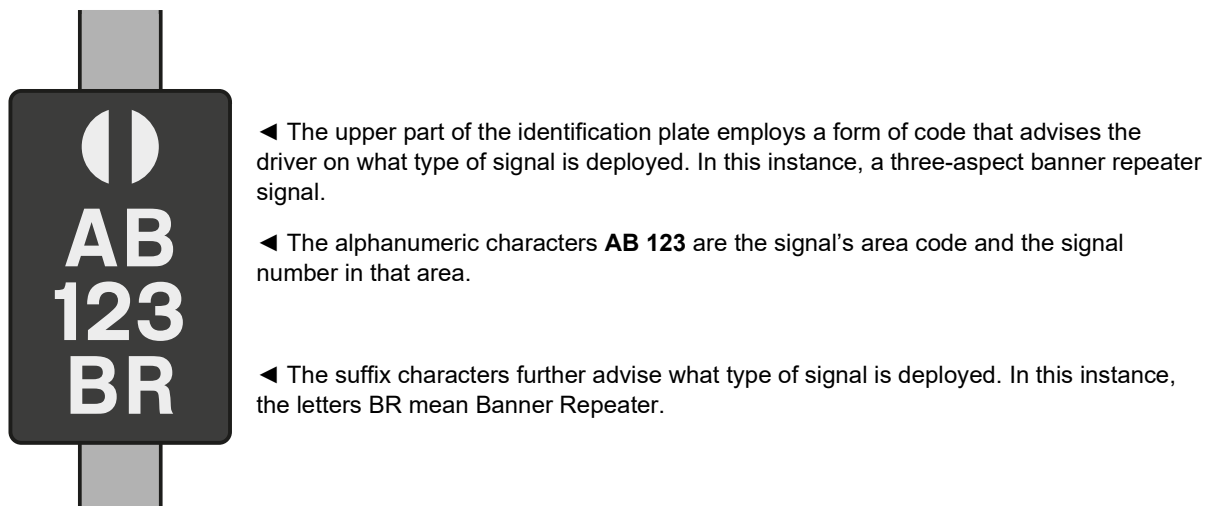 AB
123
BR
◄ The upper part of the identification plate employs a form of code that advises the
driver on what type of signal is deployed. In this instance, a three-aspect banner repeater
signal.
◄ The alphanumeric characters AB 123 are the signal’s area code and the signal
number in that area.
◄ The suffix characters further advise what type of signal is deployed. In this instance,
the letters BR mean Banner Repeater.